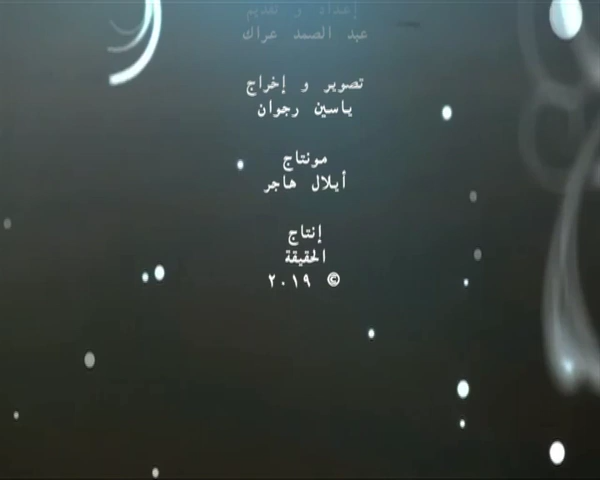 إعداد و تقديم
عبد الصمد عراك
تصوير و إخراج
ياسين رجوان
مونتاج
أيلال هاجر
إنتاج
الحقيقة
© ٢٠١٩